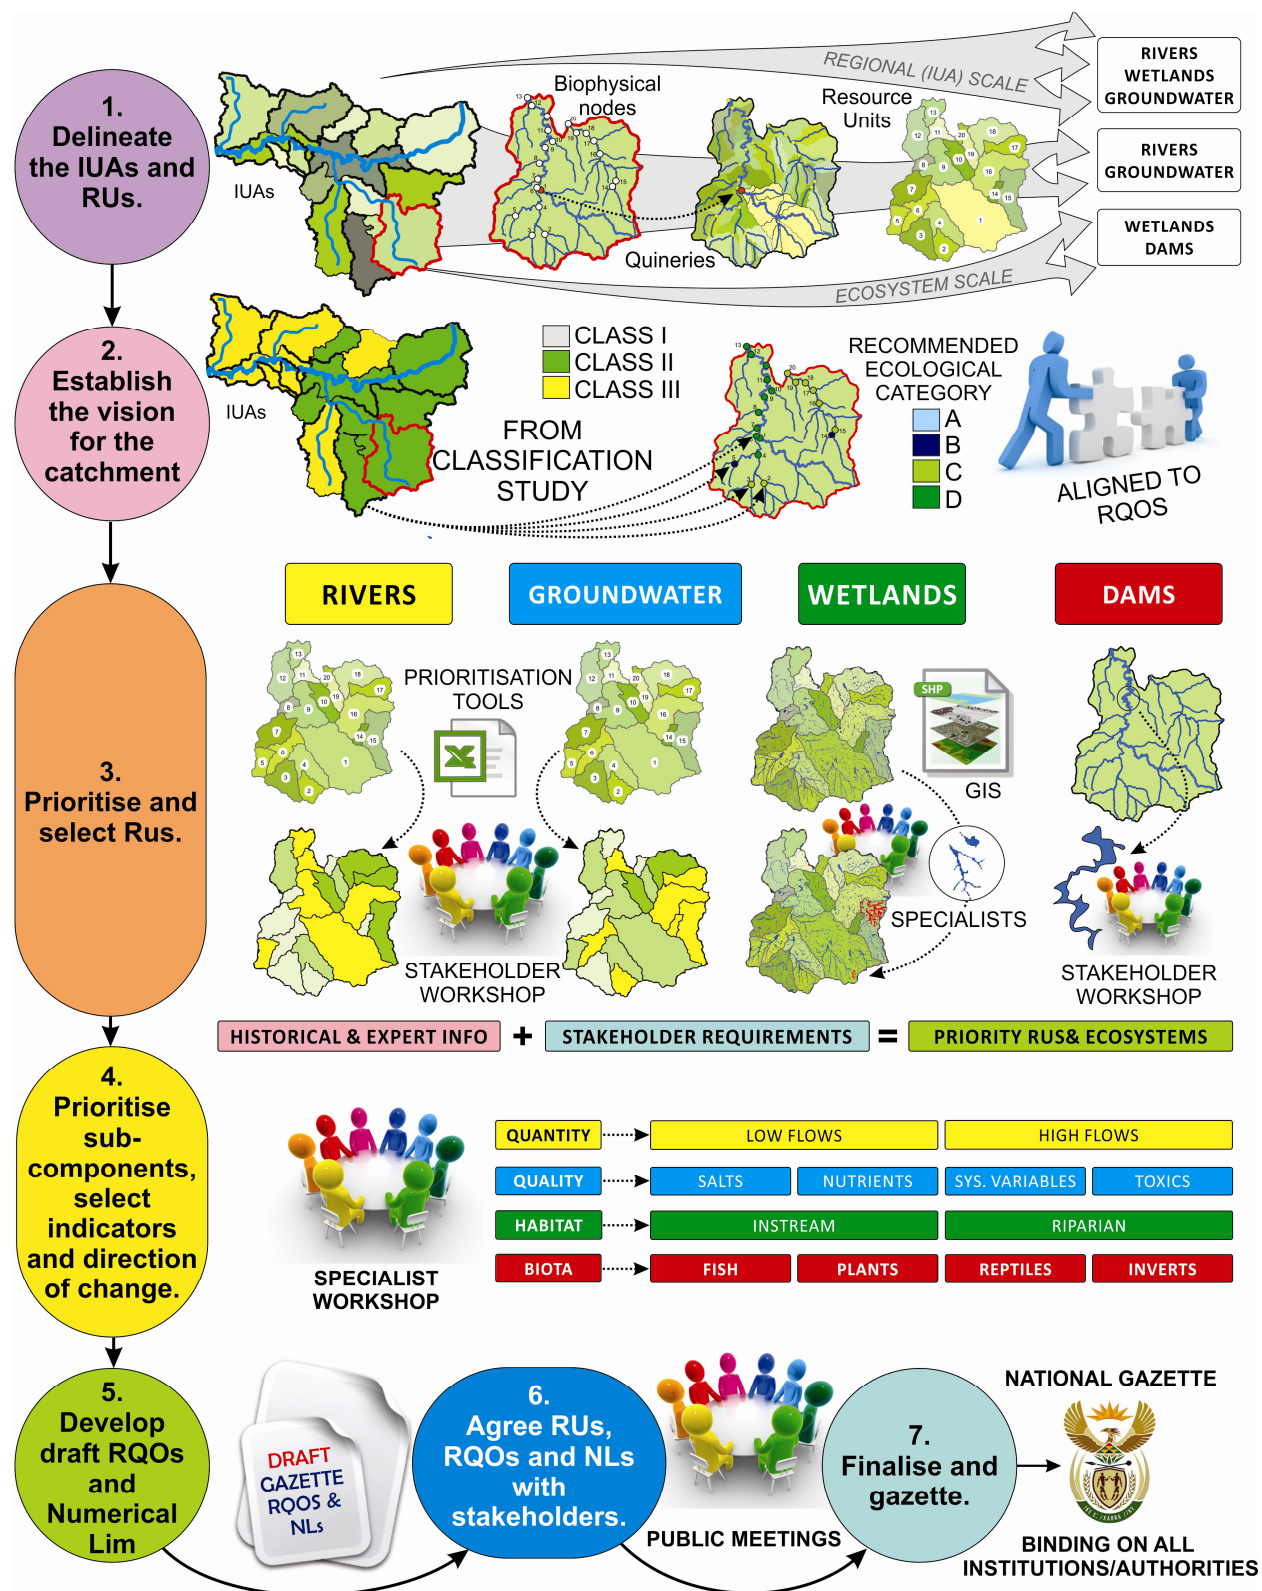 1.
Delineate
the IUAs and
RUs.
IUAs
Biophysical
nodes
Quineries
Resource
Units
REGIONAL (IUA) SCALE
ECOSYSTEM SCALE
RIVERS
WETLANDS
GROUNDWATER
RIVERS
GROUNDWATER
WETLANDS
DAMS
2.
Establish
the vision
for the
catchment
IUAs
CLASS I
CLASS II
CLASS III
FROM
CLASSIFICATION
STUDY
RECOMMENDED
ECOLOGICAL
CATEGORY
A
B
C
D
ALIGNED TO
RQOS
3.
Prioritise and
select Rus.
RIVERS
GROUNDWATER
WETLANDS
DAMS
PRIORITISATION
TOOLS
SHP
GIS
STAKEHOLDER
WORKSHOP
SPECIALISTS
STAKEHOLDER
WORKSHOP
HISTORICAL & EXPERT INFO + STAKEHOLDER REQUIREMENTS = PRIORITY RUS& ECOSYSTEMS
4.
Prioritise
sub-
components,
select
indicators
and direction
of change.
SPECIALIST
WORKSHOP
QUANTITY LOW FLOWS HIGH FLOWS
QUALITY SALTS NUTRIENTS SYS. VARIABLES TOXICS
HABITAT INSTREAM RIPARIAN
BIOTA FISH PLANTS REPTILES INVERTS
5.
Develop
draft RQOs
and
Numerical
Lim
DRAFT
GAZETTE
RQOS &
NLs
6.
Agree RUs,
RQOs and NLs
with
stakeholders.
PUBLIC MEETINGS
7.
Finalise and
gazette.
NATIONAL GAZETTE
BINDING ON ALL
INSTITUTIONS/AUTHORITIES